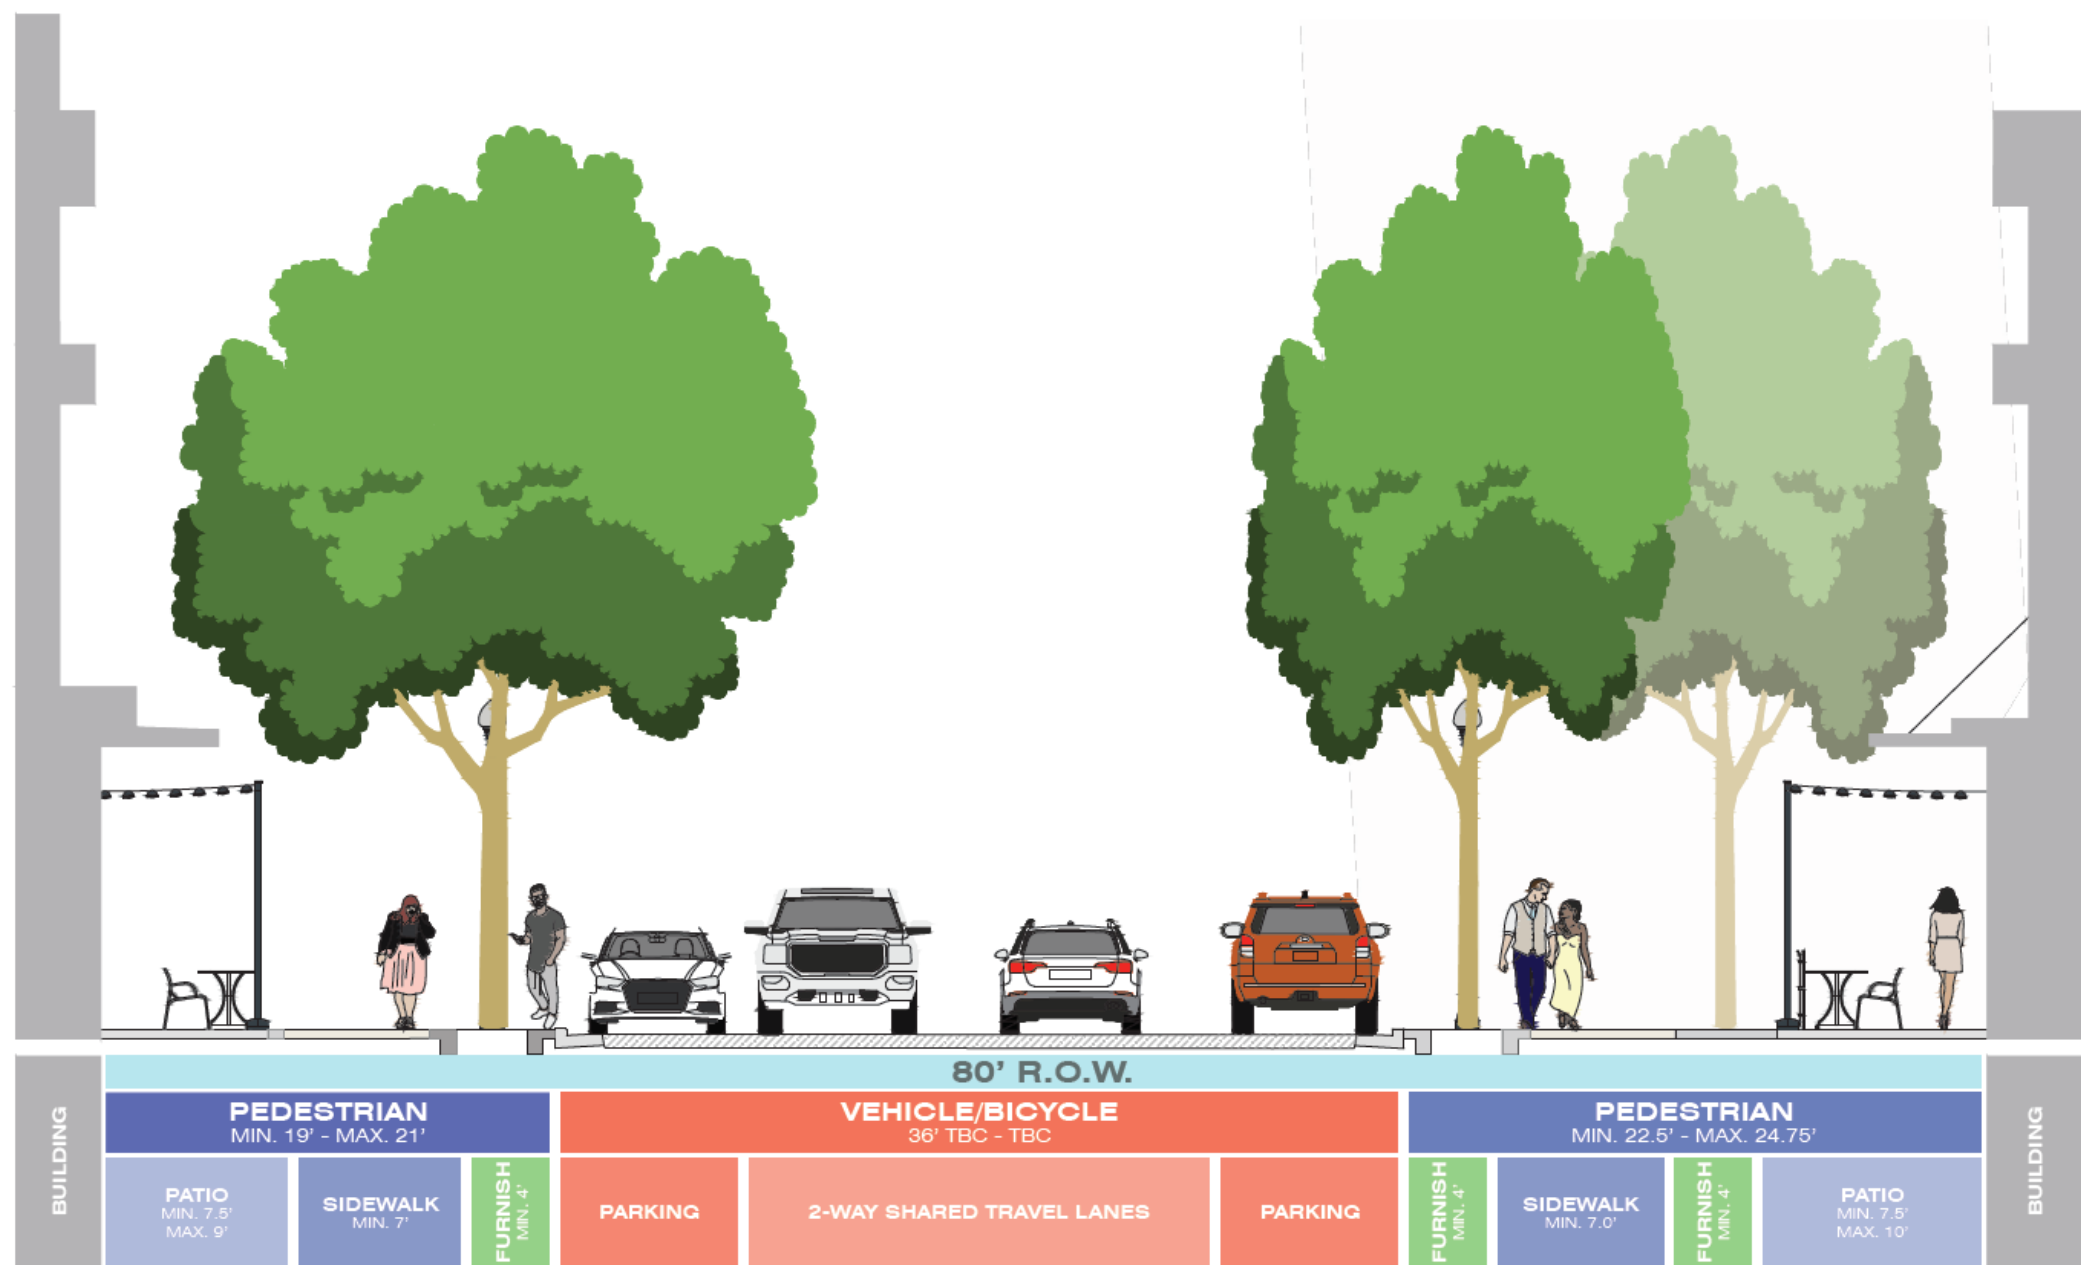 80’ R.O.W.
BUILDING
PEDESTRIAN
MIN. 19’ - MAX. 21’
VEHICLE/BICYCLE
36’ TBC - TBC
PEDESTRIAN
MIN. 22.5’ - MAX. 24.75’
BUILDING
PATIO
MIN. 7.5’
MAX. 9’
SIDEWALK
MIN. 7’
FURNISH
MIN. 4’
PARKING
2-WAY SHARED TRAVEL LANES
PARKING
FURNISH
MIN. 4’
SIDEWALK
MIN. 7.0’
FURNISH
MIN. 4’
PATIO
MIN. 7.5’
MAX. 10’